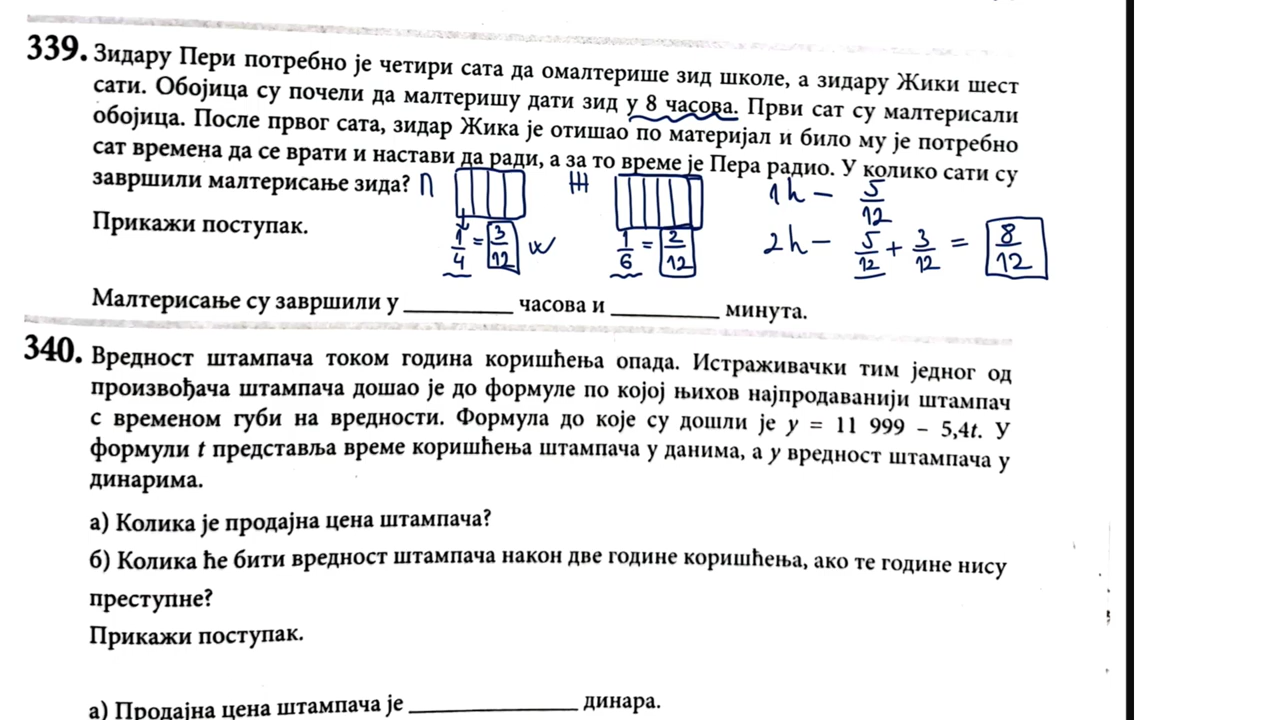 339. Зидару Пери потребно је четири сата да омалтерише зид школе, а зидару Жики шест
сати. Обојица су почели да малтеришу дати зид у 8 часова. Први сат су малтерисали
обојица. После првог сата, зидар Жика је отишао по материјал и било му је потребно
сат времена да се врати и настави да ради, а за то време је Пера радио. У колико сати су
завршили малтерисање зида? П Ж 1h – 5/12
Прикажи поступак. 1/4 = 3/12 1/6 = 2/12 2h – 5/12 + 3/12 = 8/12
Малтерисање су завршили у ________ часова и ________ минута.
340. Вредност штампача током година коришћења опада. Истраживачки тим једног од
произвођача штампача дошао је до формуле по којој њихов најпродаванији штампач
с временом губи на вредности. Формула до које су дошли је y = 11 999 – 5,4t. У
формули t представља време коришћења штампача у данима, а y вредност штампача у
динарима.
а) Колика је продајна цена штампача?
б) Колика ће бити вредност штампача након две године коришћења, ако те године нису
преступне?
Прикажи поступак.
а) Продајна цена штампача је ____________ динара.